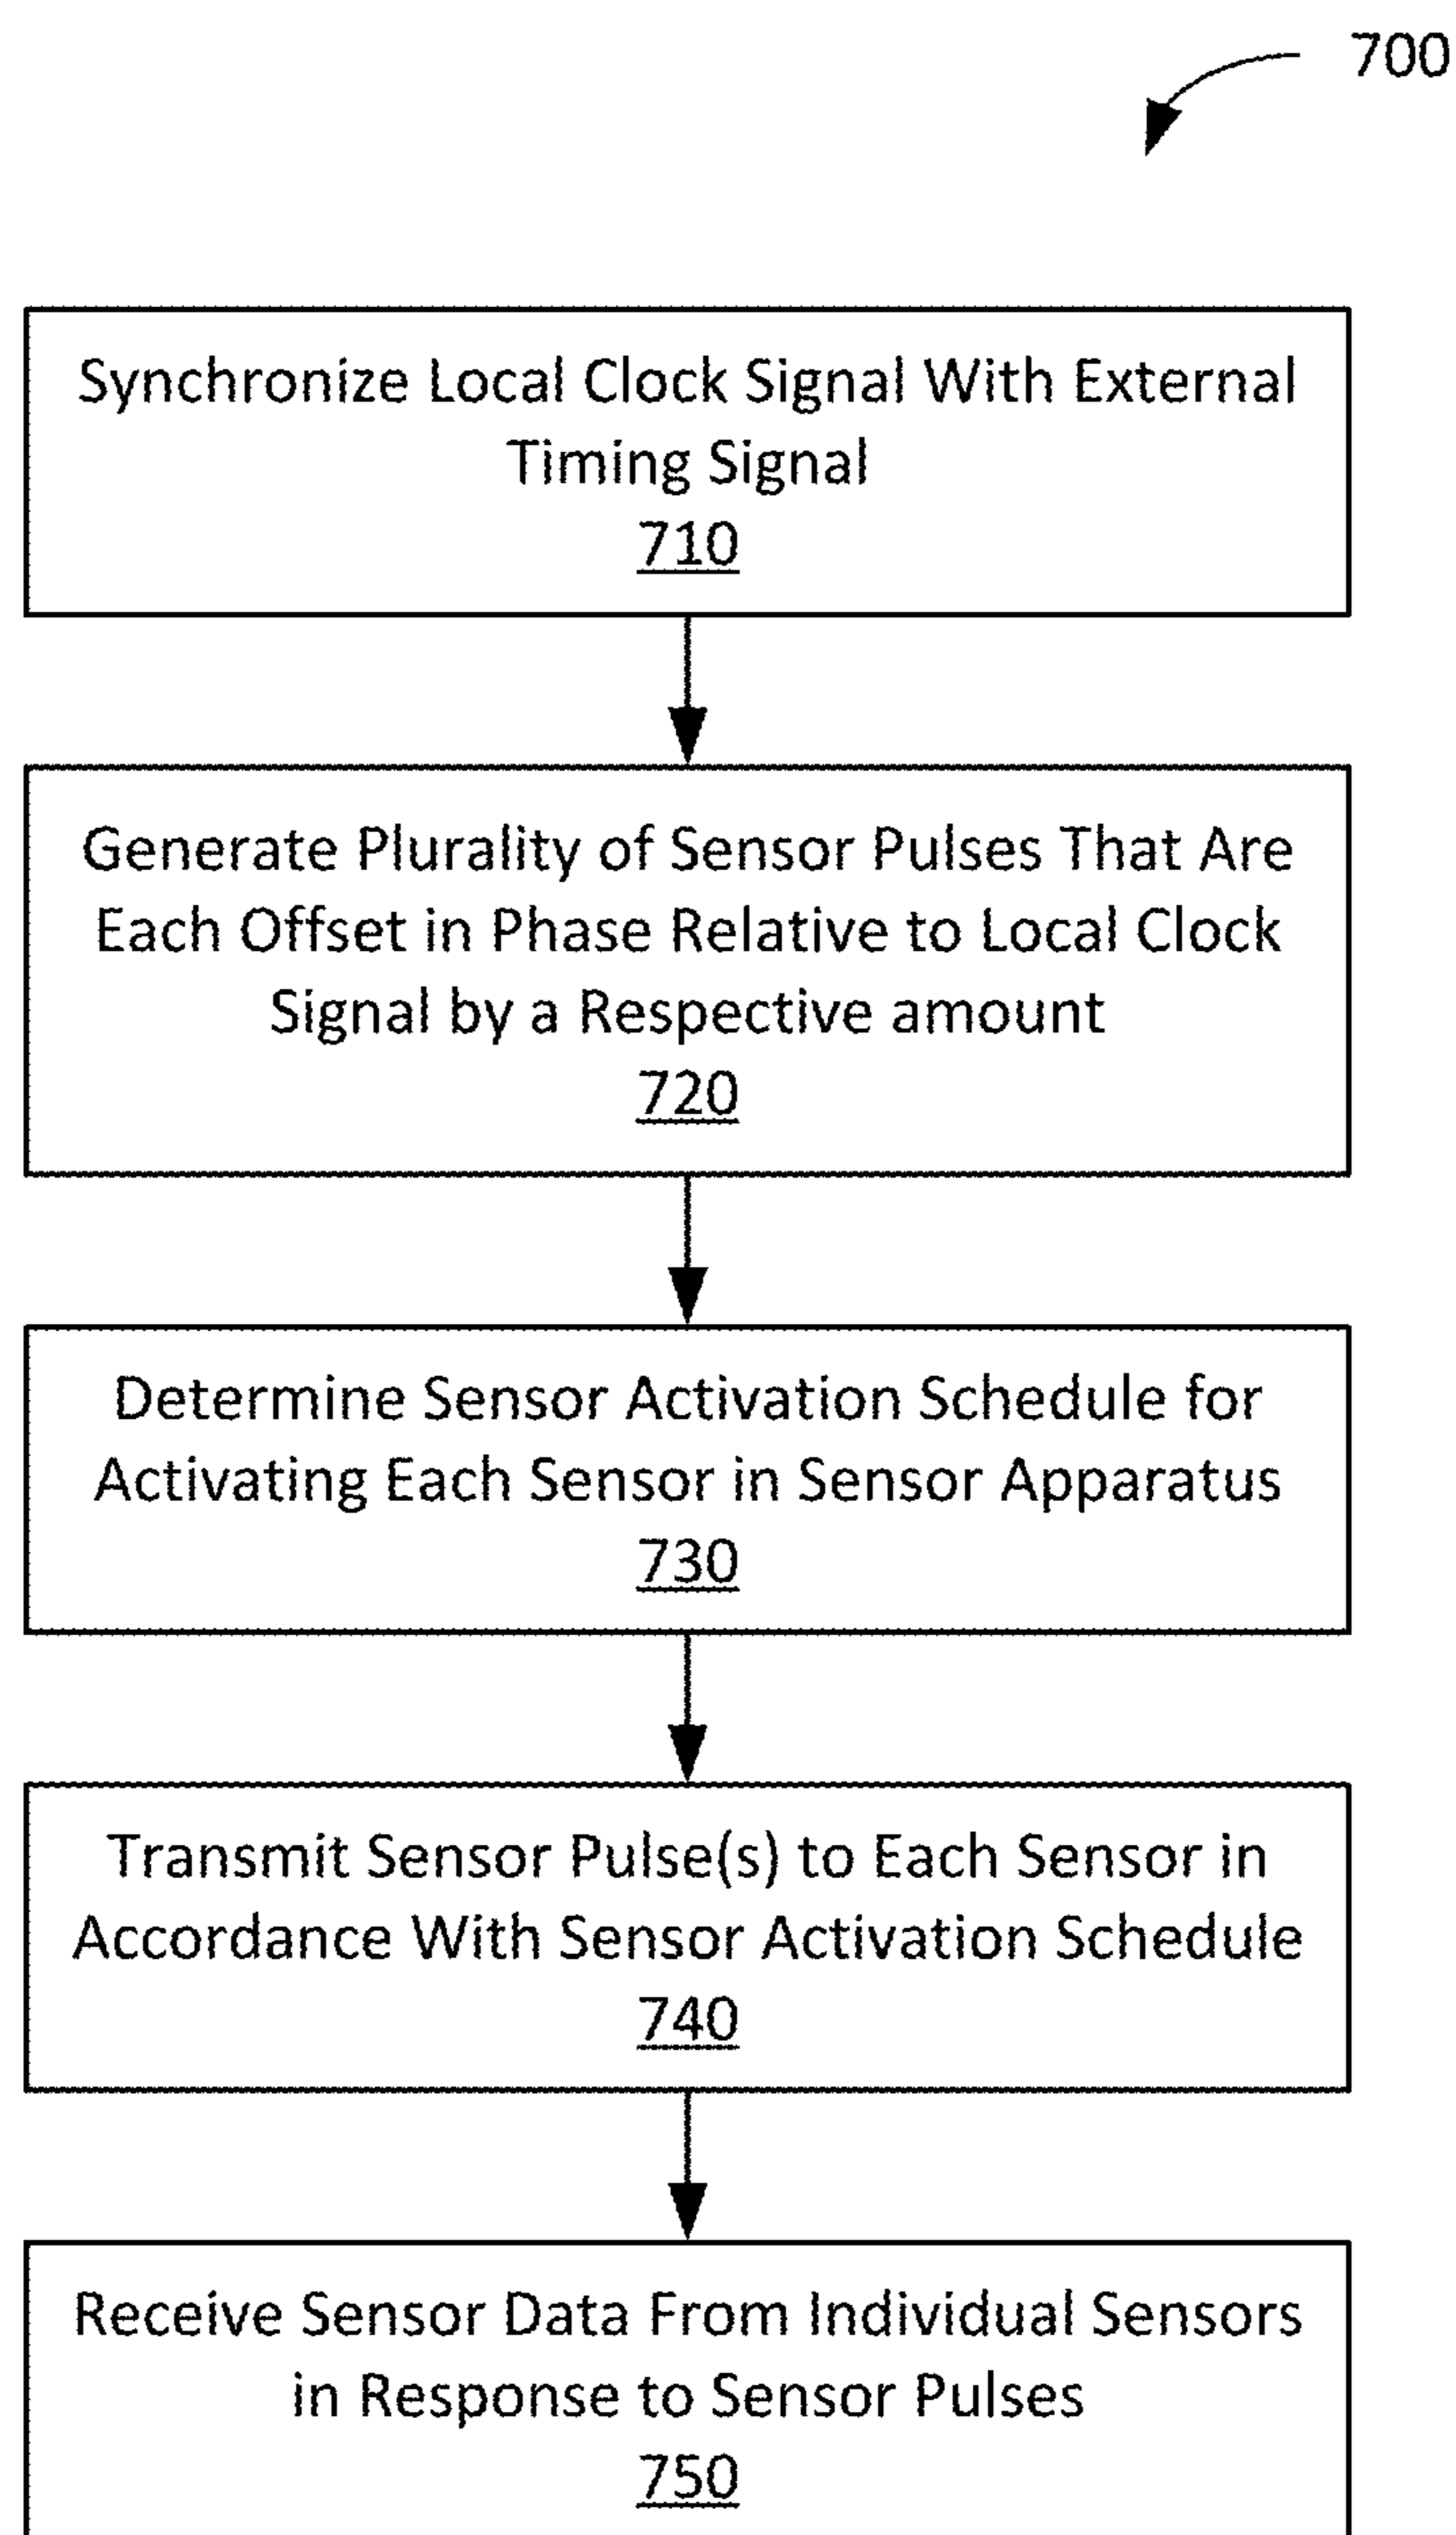 700
Synchronize Local Clock Signal With External
Timing Signal
710
Generate Plurality of Sensor Pulses That Are
Each Offset in Phase Relative to Local Clock
Signal by a Respective amount
720
Determine Sensor Activation Schedule for
Activating Each Sensor in Sensor Apparatus
730
Transmit Sensor Pulse(s) to Each Sensor in
Accordance With Sensor Activation Schedule
740
Receive Sensor Data From Individual Sensors
in Response to Sensor Pulses
750